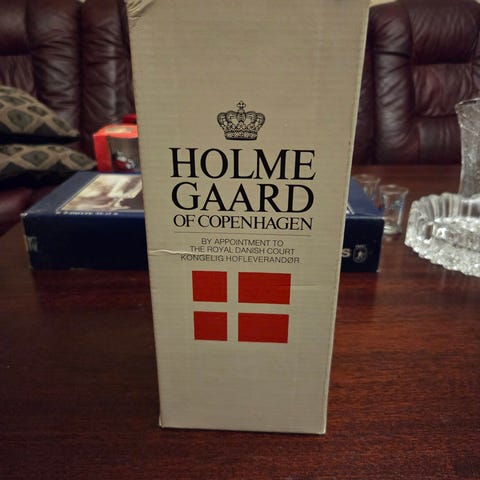 HOLME
GAARD
OF COPENHAGEN
BY APPOINTMENT TO
THE ROYAL DANISH COURT
KONGELIG HOFLEVERANDØR